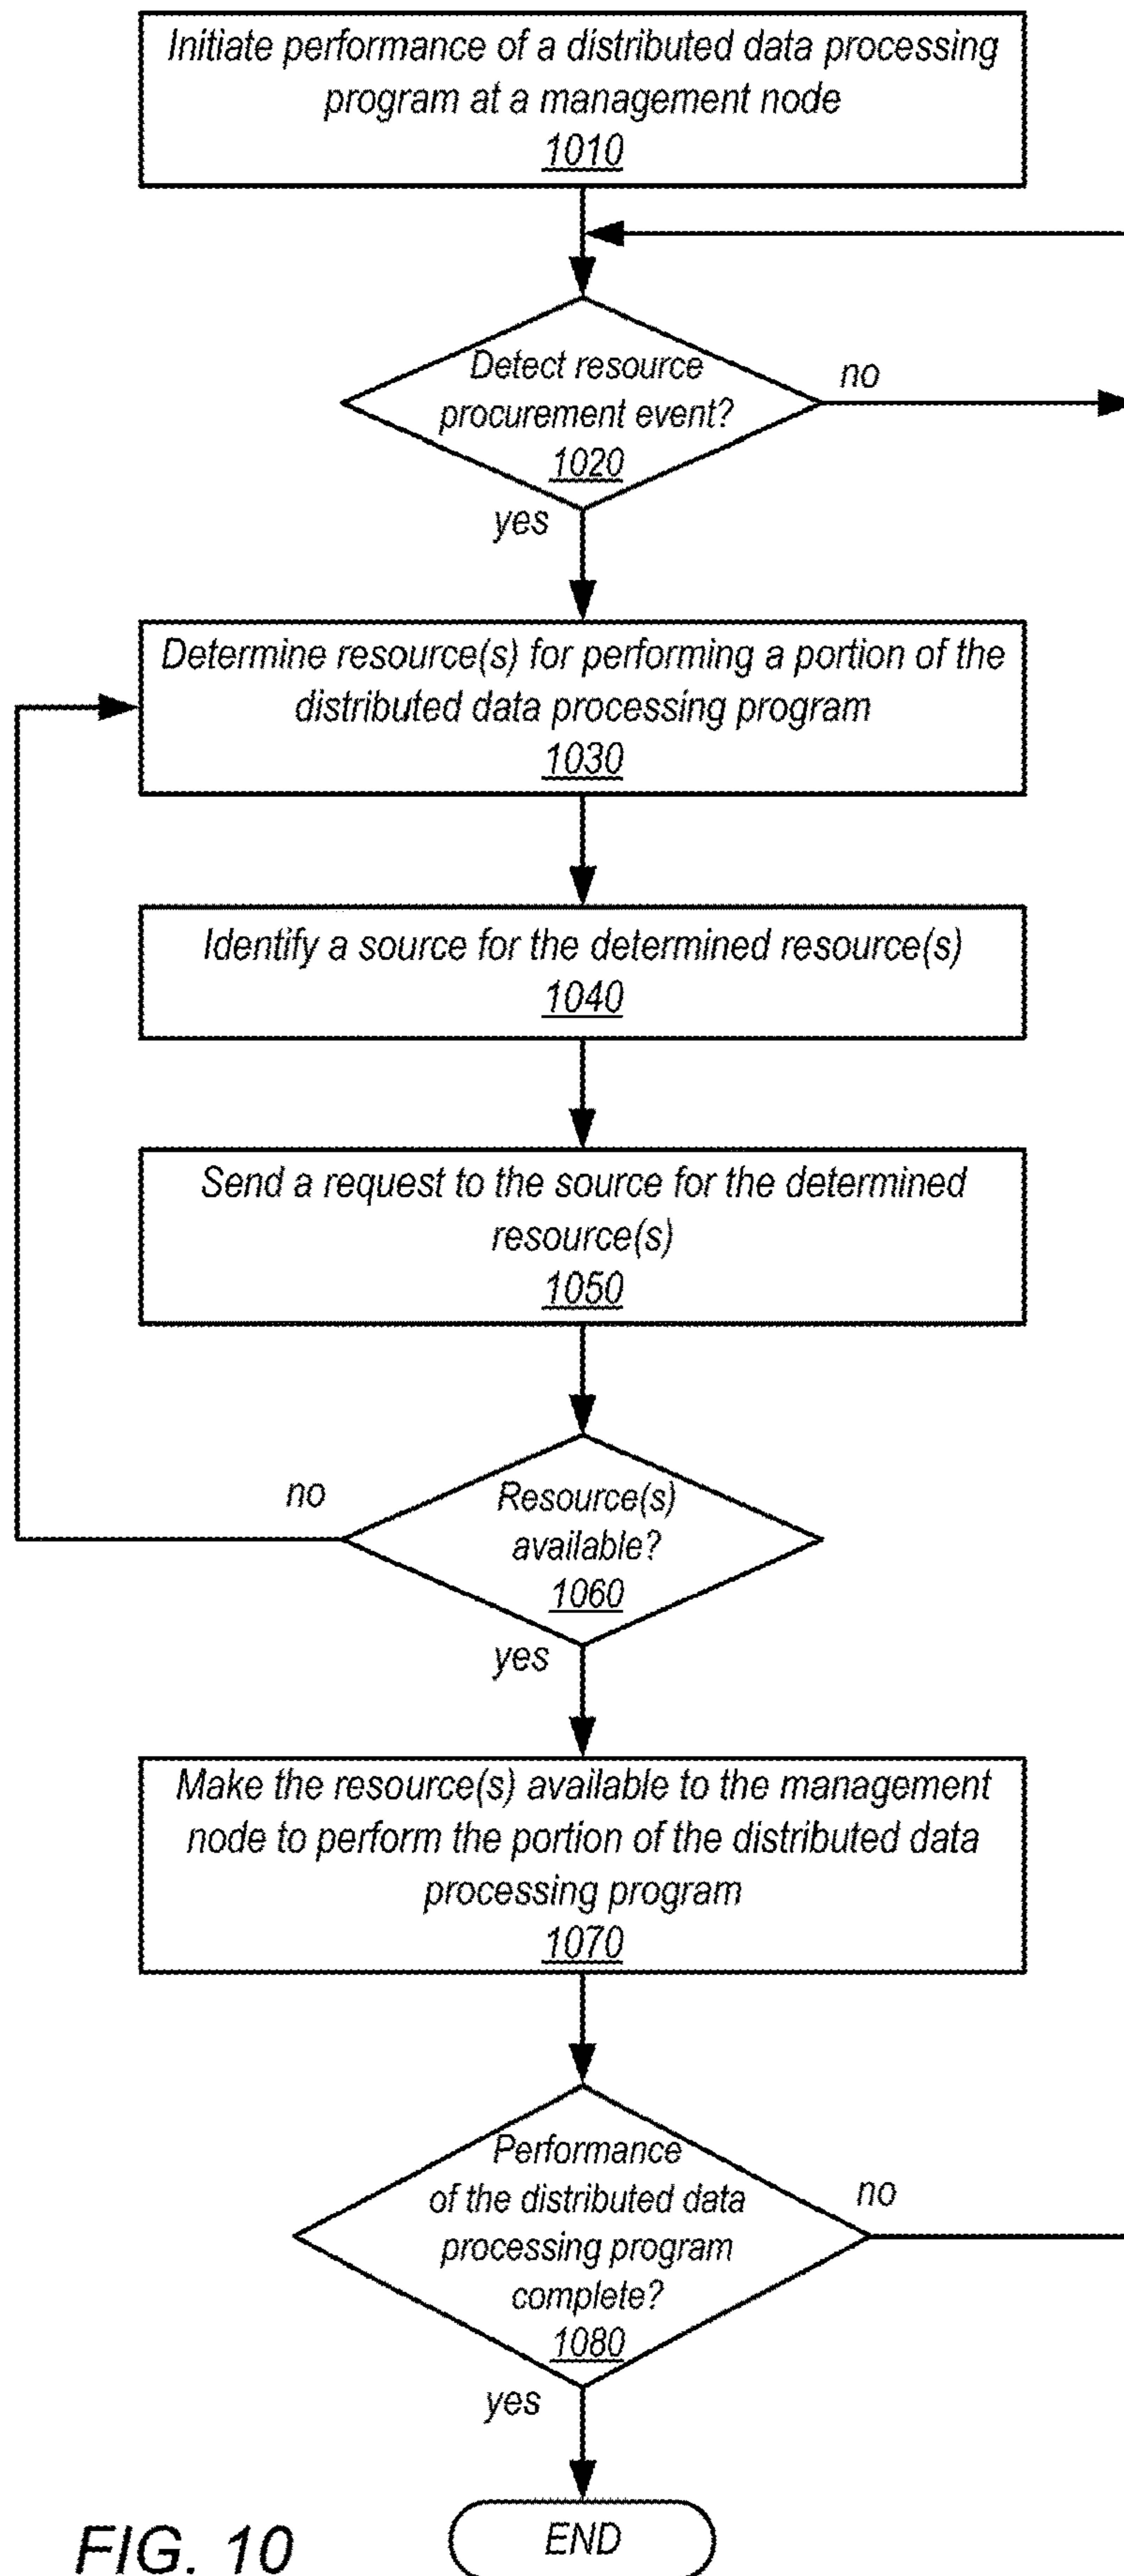 Initiate performance of a distributed data processing
program at a management node
1010
Detect resource
procurement event?
1020
no
yes
Determine resource(s) for performing a portion of the
distributed data processing program
1030
Identify a source for the determined resource(s)
1040
Send a request to the source for the determined
resource(s)
1050
no
Resource(s)
available?
1060
yes
Make the resource(s) available to the management
node to perform the portion of the distributed data
processing program
1070
Performance
of the distributed data
processing program
complete?
1080
no
yes
END
FIG. 10